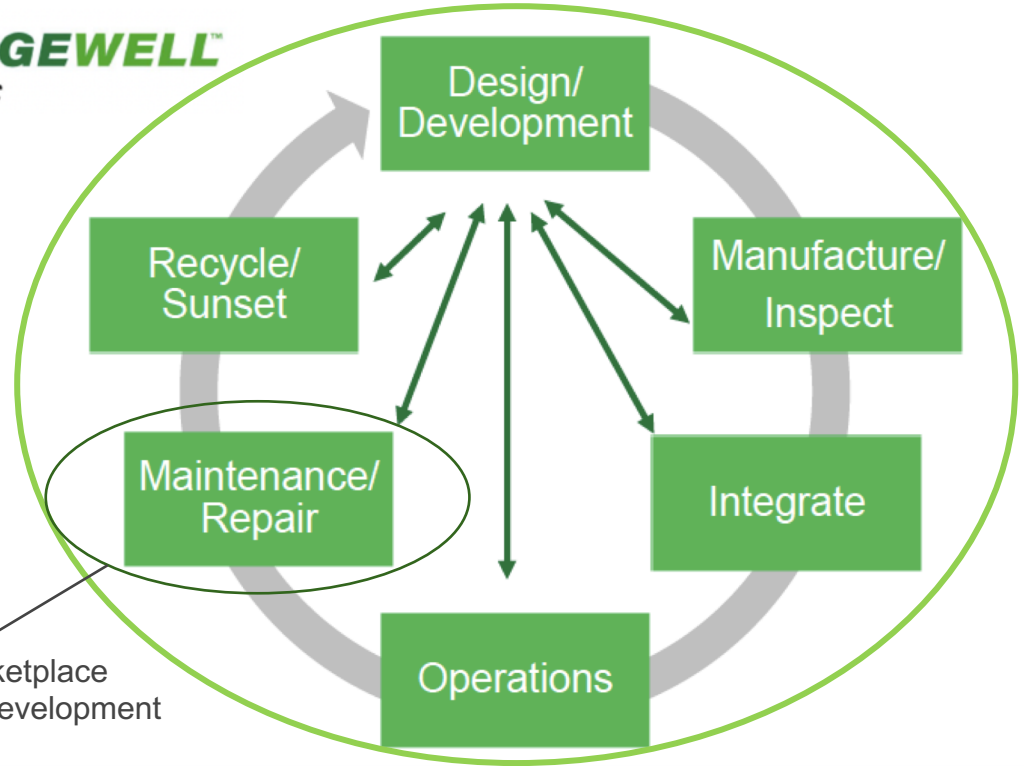 GEWELL™
Design/
Development
Recycle/
Sunset
Manufacture/
Inspect
Maintenance/
Repair
Integrate
Operations
ketplace
evelopment